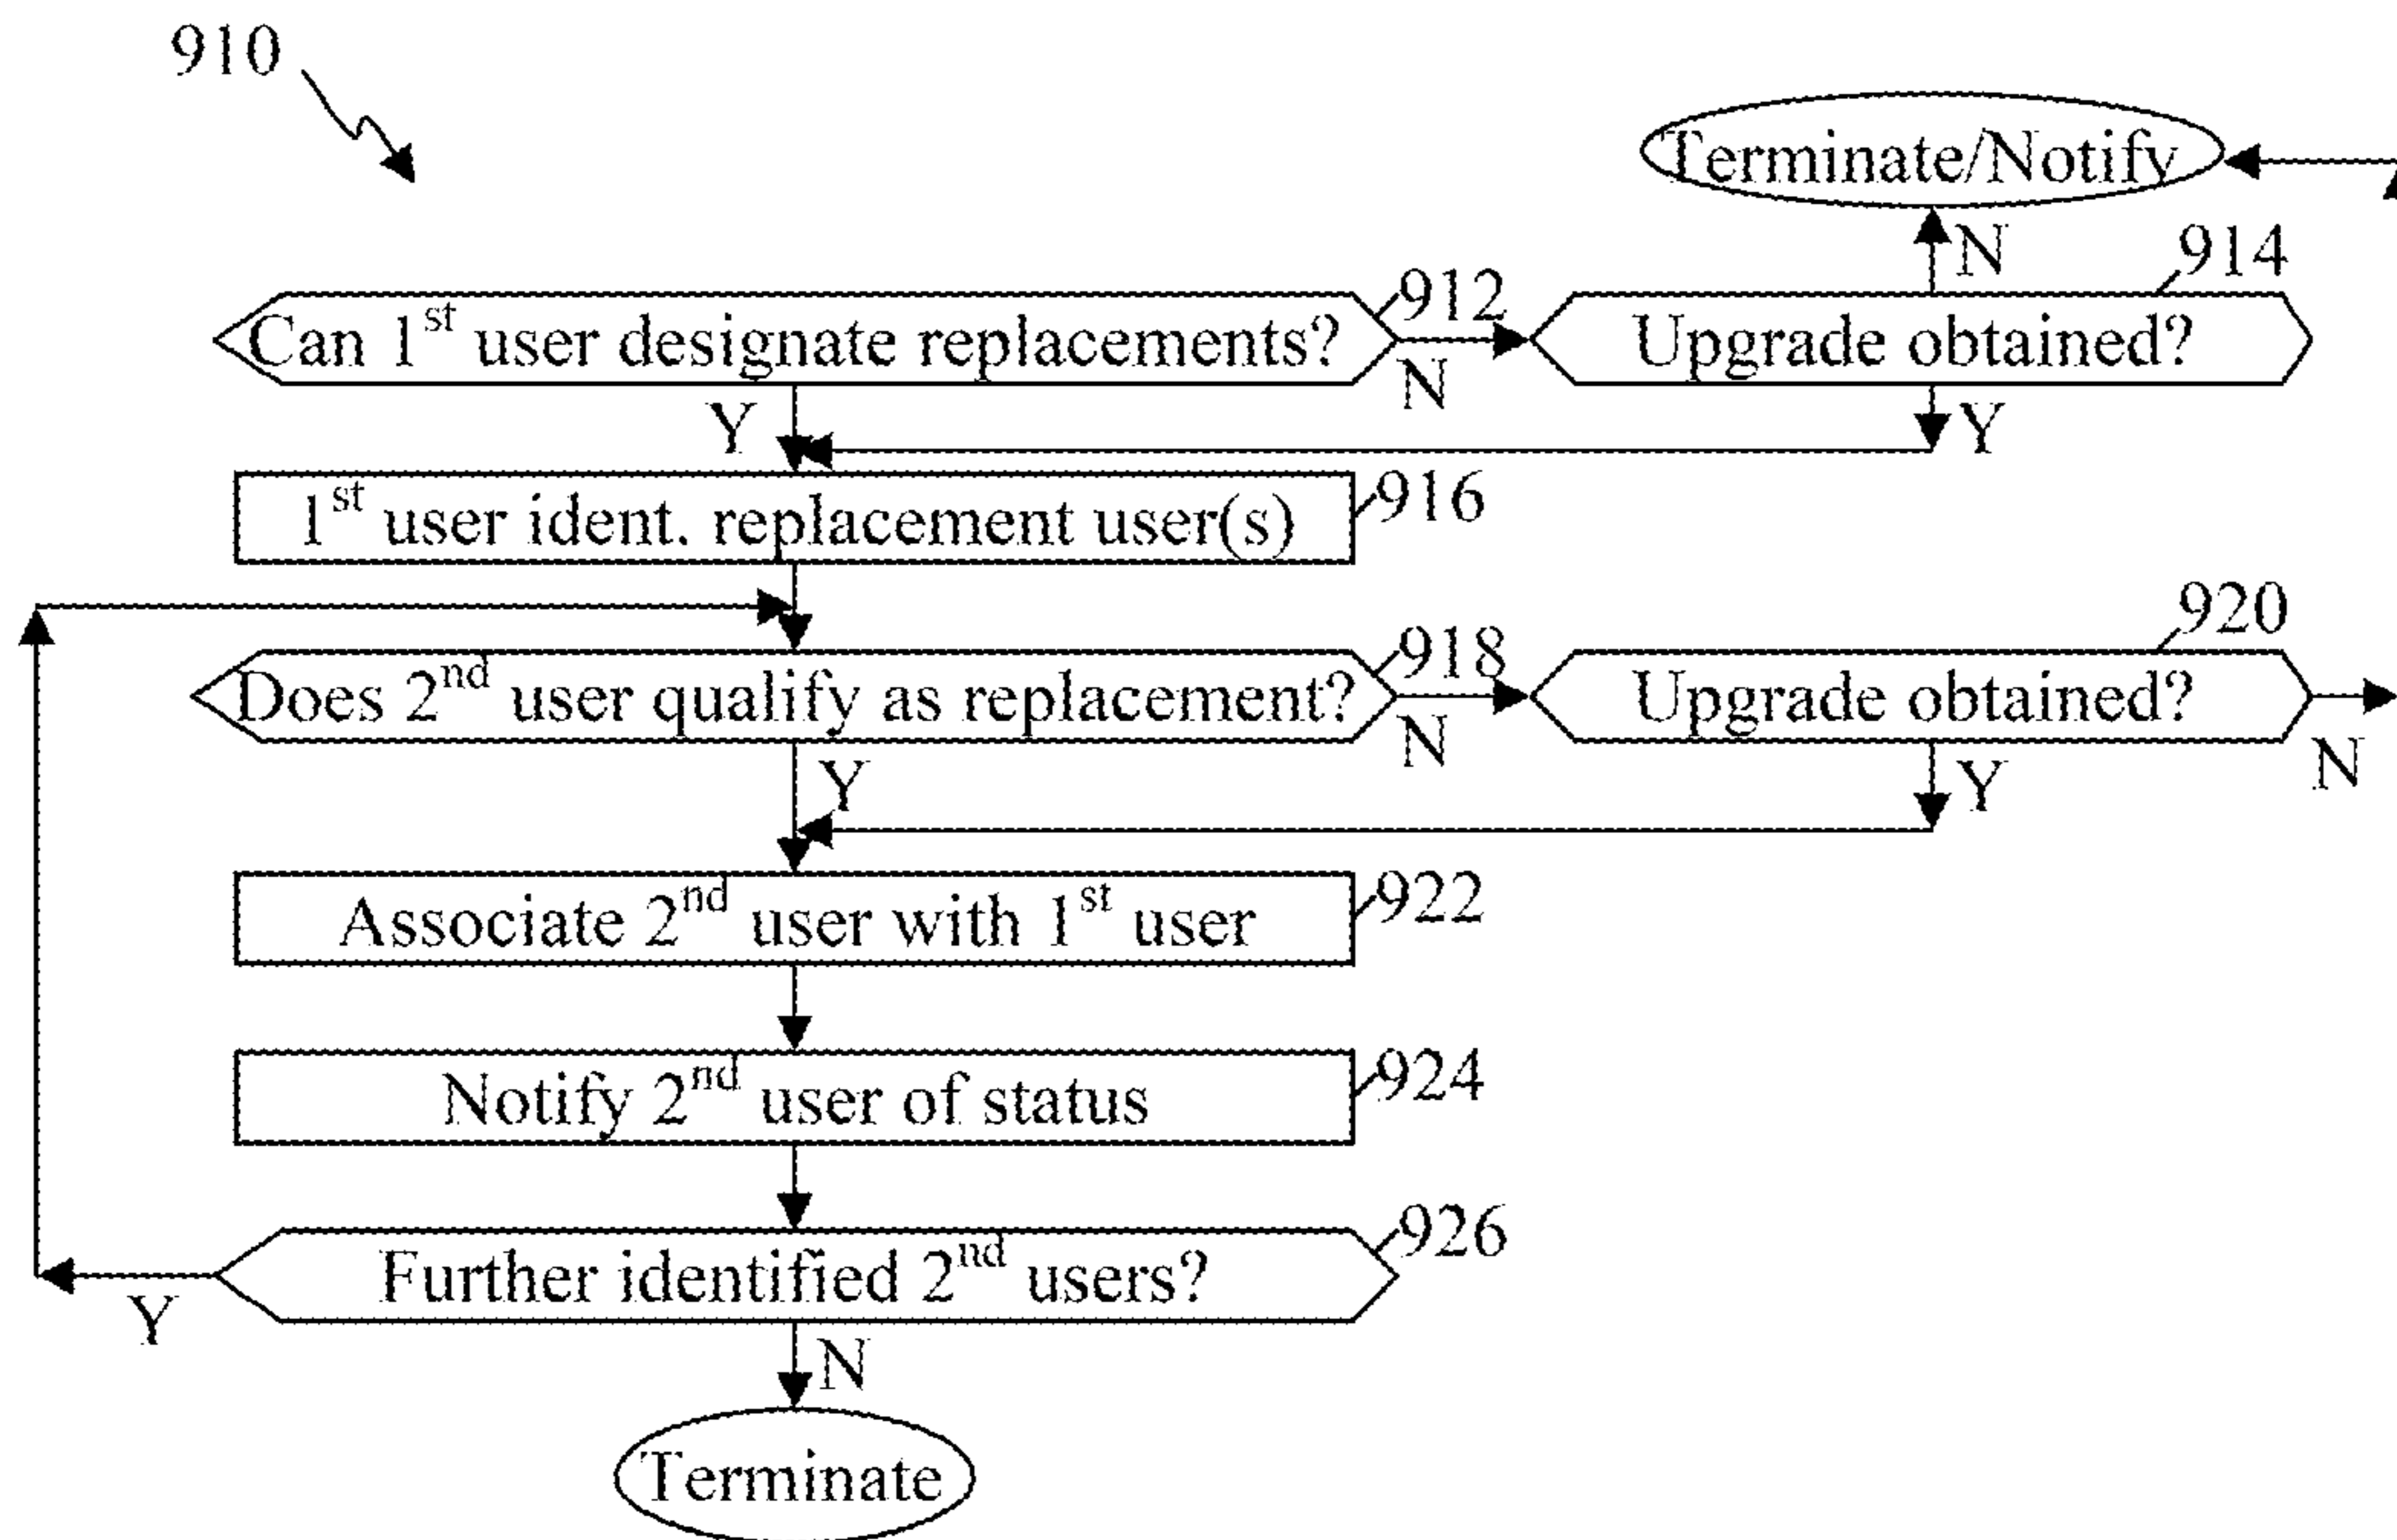 910
Terminate/Notify
N
914
912
Can 1st user designate replacements?
Upgrade obtained?
N
Y
Y
916
1st user ident. replacement user(s)
920
918
Does 2nd user qualify as replacement?
Upgrade obtained?
N
N
Y
Y
922
Associate 2nd user with 1st user
924
Notify 2nd user of status
926
Further identified 2nd users?
Y
N
Terminate